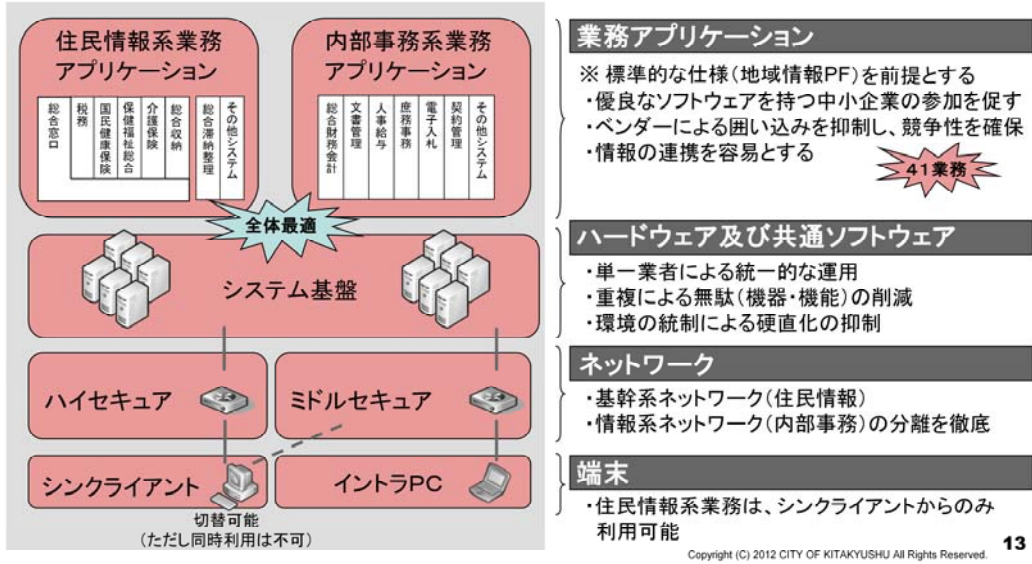 住民情報系業務
アプリケーション
総合窓口
税務
国民健康保険
保健福祉総合
介護保険
総合収納
総合滞納整理
その他システム
内部事務系業務
アプリケーション
総合財務会計
文書管理
人事給与
庶務事務
電子入札
契約管理
その他システム
全体最適
システム基盤
ハイセキュア
ミドルセキュア
シンクライアント
イントラPC
切替可能
(ただし同時利用は不可)
業務アプリケーション
※ 標準的な仕様(地域情報PF)を前提とする
・優良なソフトウェアを持つ中小企業の参加を促す
・ベンダーによる囲い込みを抑制し、競争性を確保
・情報の連携を容易とする
41業務
ハードウェア及び共通ソフトウェア
・単一業者による統一的な運用
・重複による無駄(機器・機能)の削減
・環境の統制による硬直化の抑制
ネットワーク
・基幹系ネットワーク(住民情報)
・情報系ネットワーク(内部事務)の分離を徹底
端末
・住民情報系業務は、シンクライアントからのみ
利用可能
Copyright (C) 2012 CITY OF KITAKYUSHU All Rights Reserved.
13